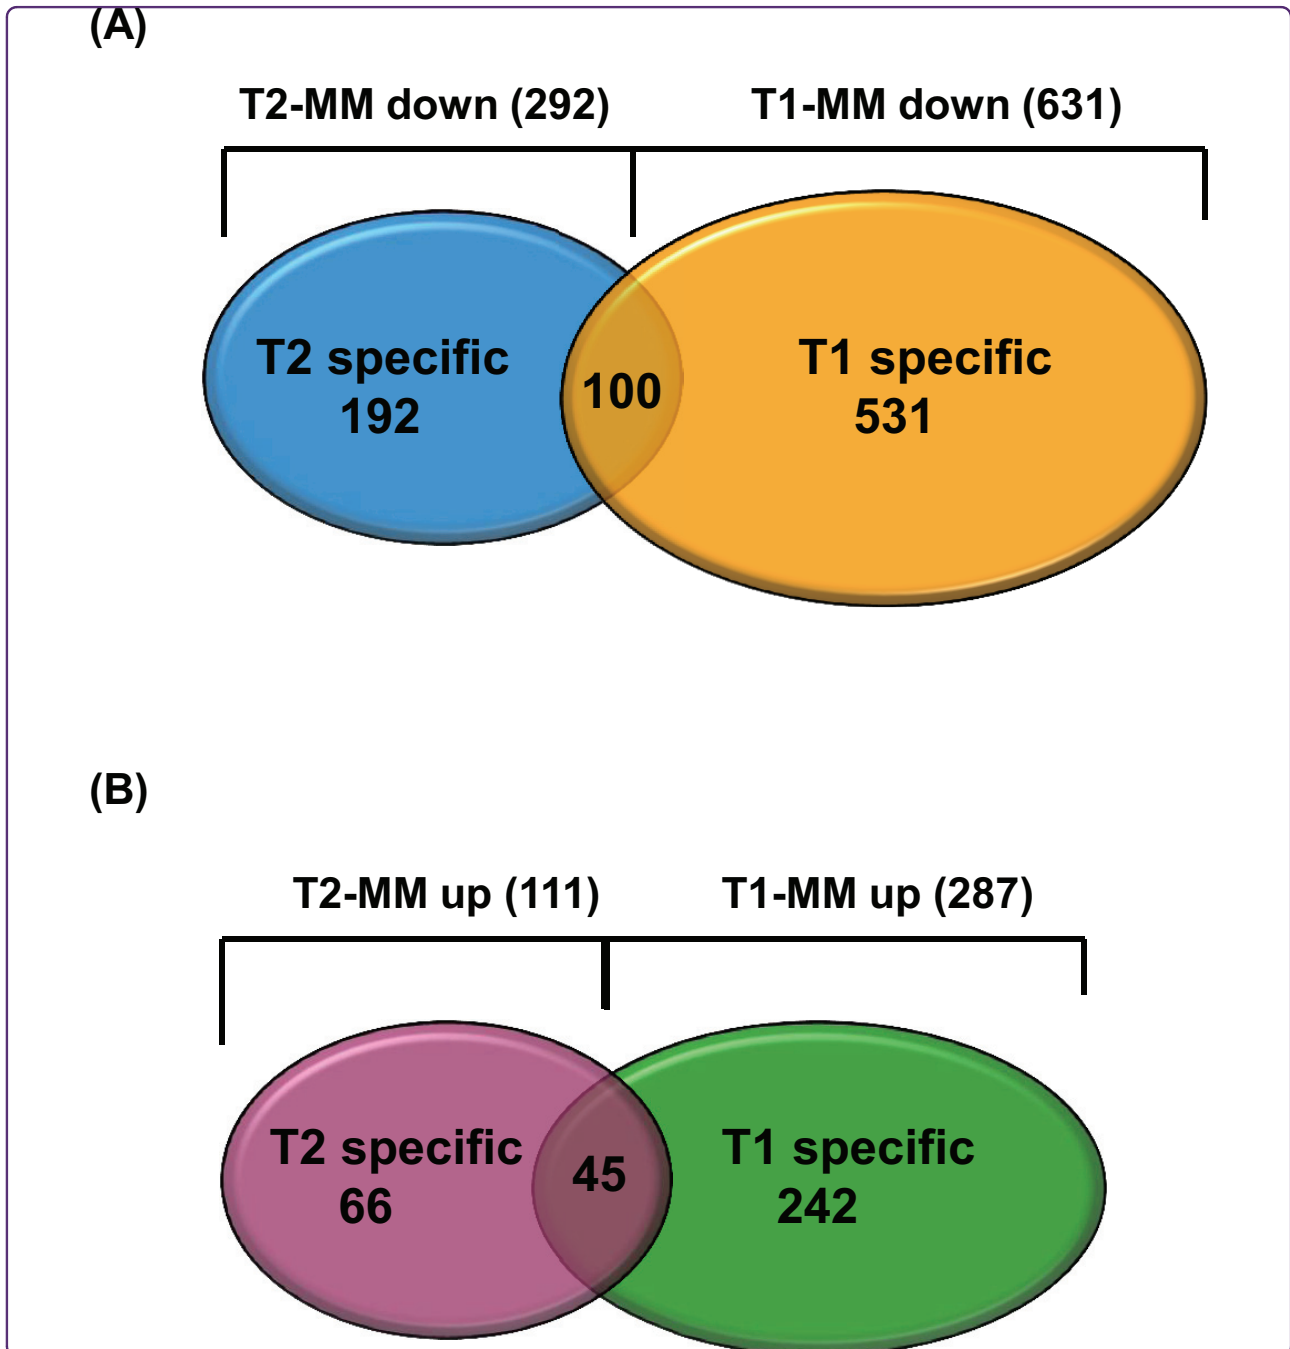 (A)
T2-MM down (292) T1-MM down (631)
T2 specific T1 specific
192 100 531
(B)
T2-MM up (111) T1-MM up (287)
T2 specific T1 specific
66 45 242